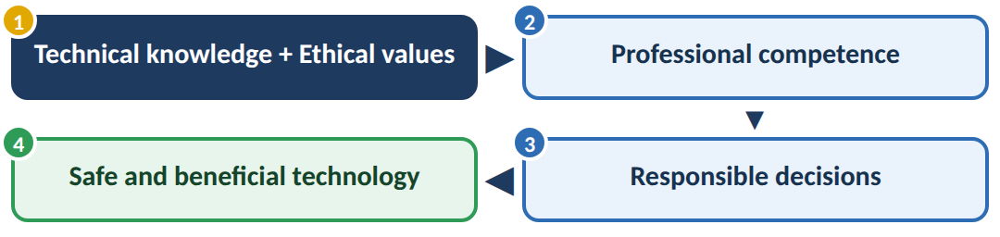 1
Technical knowledge + Ethical values
2
Professional competence
3
Responsible decisions
4
Safe and beneficial technology